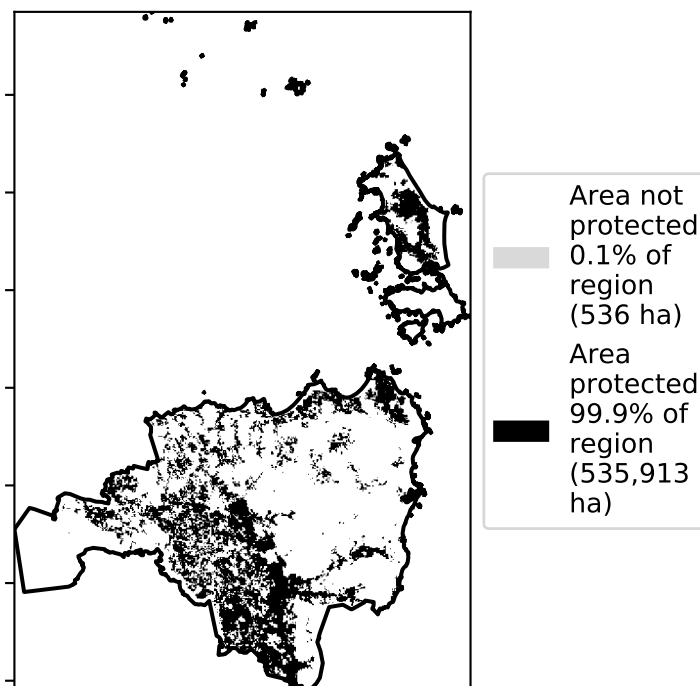 Area not
protected
0.1% of
region
(536 ha)
Area
protected
99.9% of
region
(535,913
ha)